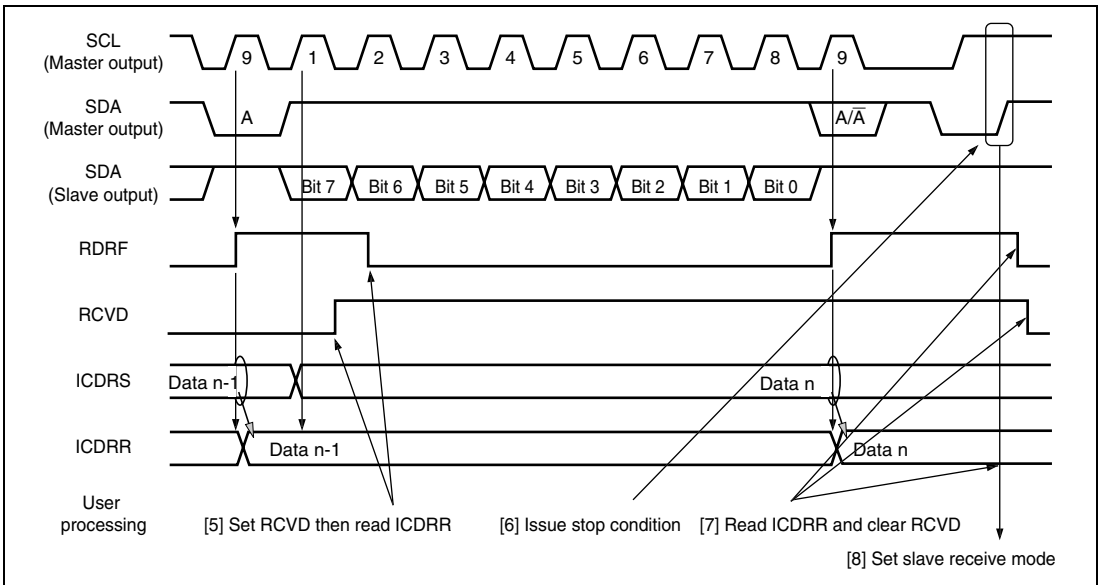 SCL
(Master output)
9 1 2 3 4 5 6 7 8 9
SDA
(Master output)
A A/A̅
SDA
(Slave output)
Bit 7 Bit 6 Bit 5 Bit 4 Bit 3 Bit 2 Bit 1 Bit 0
RDRF
RCVD
ICDRS
Data n-1 Data n
ICDRR
Data n-1 Data n
User
processing
[5] Set RCVD then read ICDRR [6] Issue stop condition [7] Read ICDRR and clear RCVD
[8] Set slave receive mode